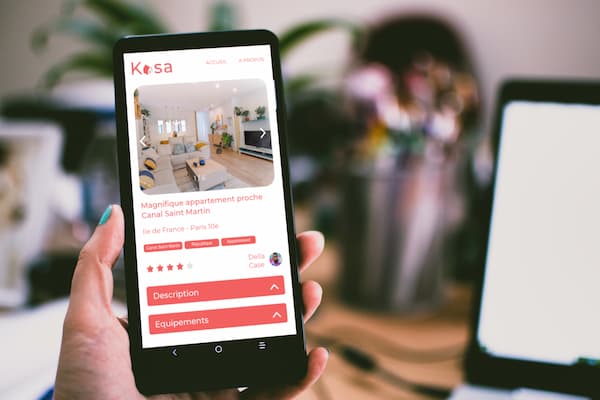 Kasa
ACCUEIL A PROPOS
Magnifique appartement proche
Canal Saint Martin
Ile de France - Paris 10e
Canal Saint Martin République Appartement
Della
Case
Description
Equipements